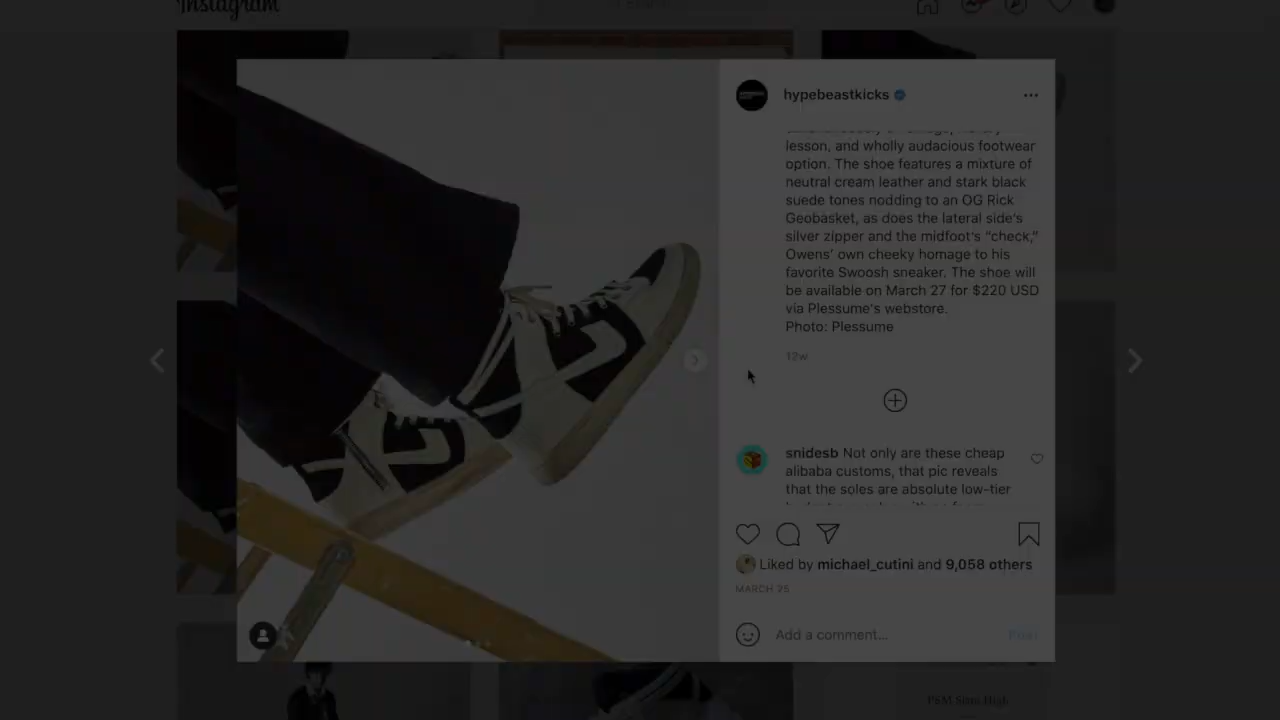 Instagram
Search
hypebeastkicks
lesson, and wholly audacious footwear
option. The shoe features a mixture of
neutral cream leather and stark black
suede tones nodding to an OG Rick
Geobasket, as does the lateral side's
silver zipper and the midfoot's “check,”
Owens' own cheeky homage to his
favorite Swoosh sneaker. The shoe will
be available on March 27 for $220 USD
via Plessume's webstore.
Photo: Plessume
12w
snidesb Not only are these cheap
alibaba customs, that pic reveals
that the soles are absolute low-tier
Liked by michael_cutini and 9,058 others
MARCH 25
Add a comment...
Post
P&M Slam High